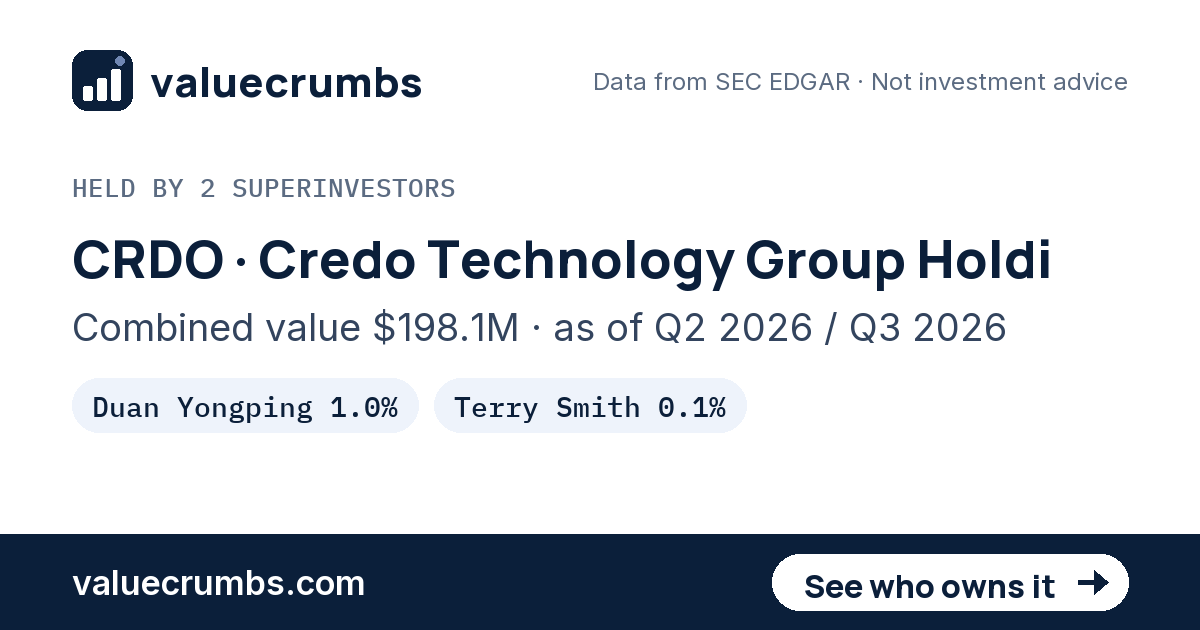 valuecrumbs
Data from SEC EDGAR · Not investment advice
HELD BY 2 SUPERINVESTORS
CRDO · Credo Technology Group Holdi
Combined value $198.1M · as of Q2 2026 / Q3 2026
Duan Yongping 1.0%
Terry Smith 0.1%
valuecrumbs.com
See who owns it →